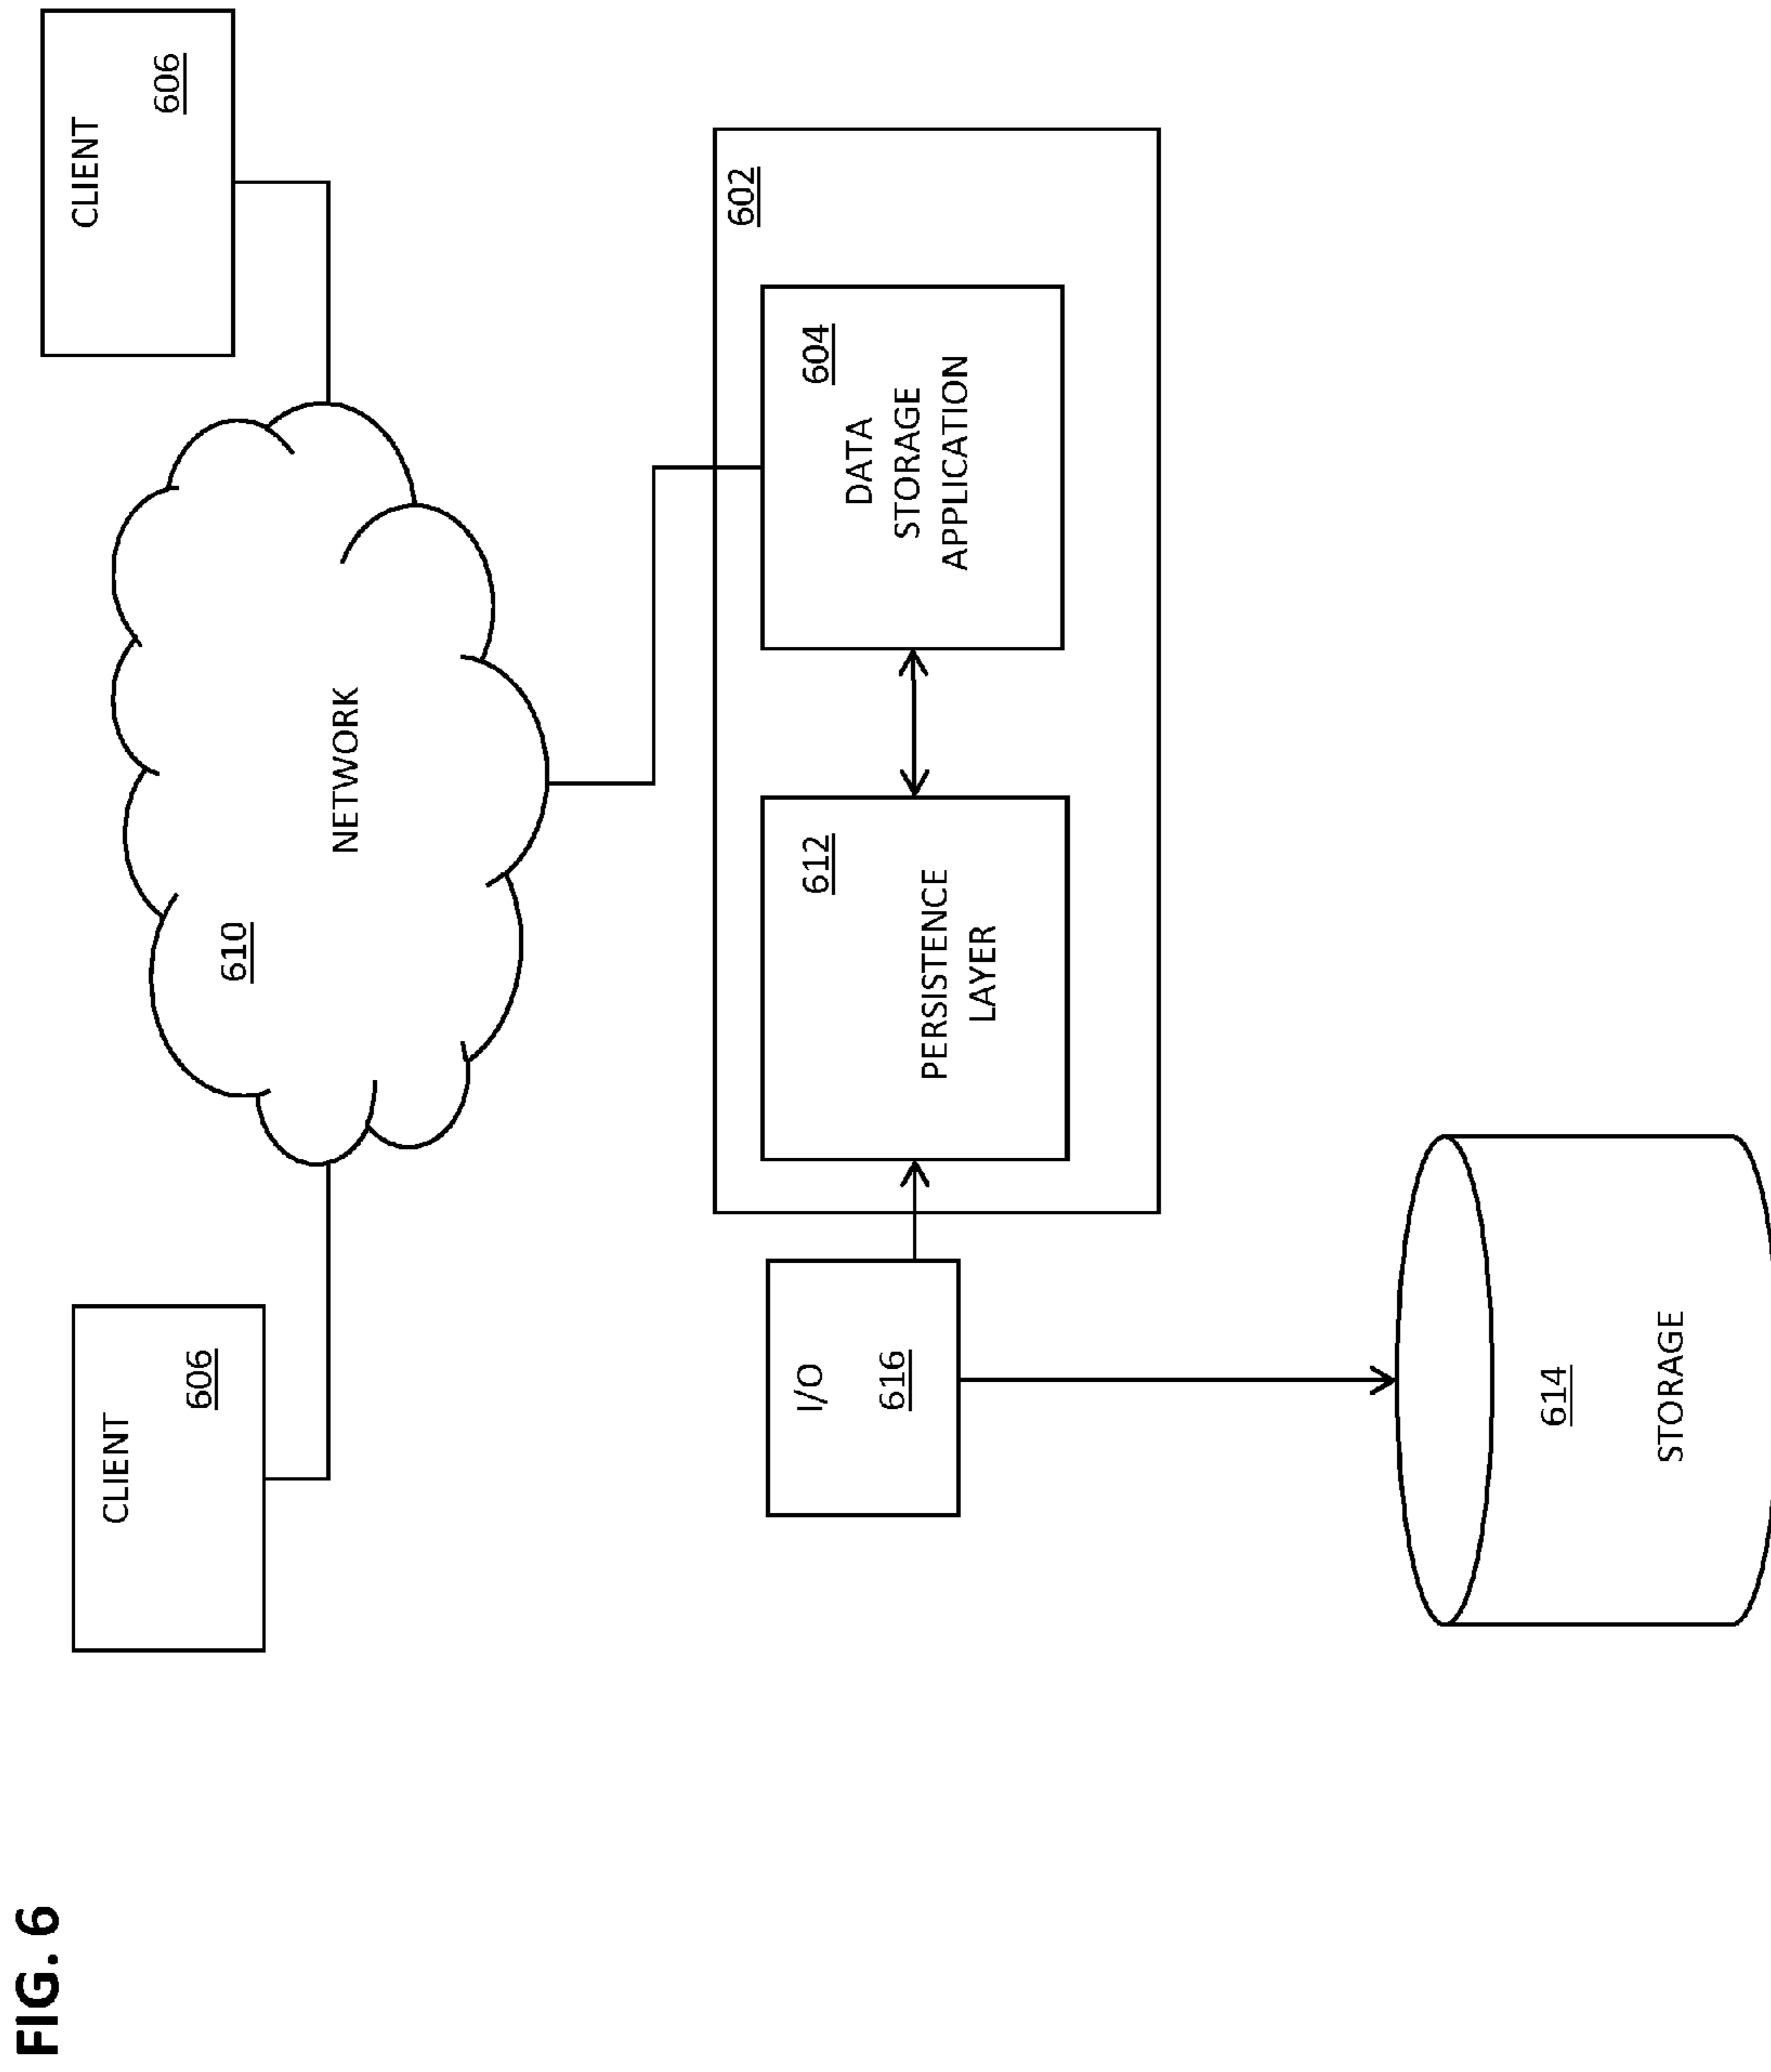 FIG. 6
CLIENT
606
CLIENT
606
610
NETWORK
602
612
PERSISTENCE
LAYER
604
DATA
STORAGE
APPLICATION
I/O
616
614
STORAGE